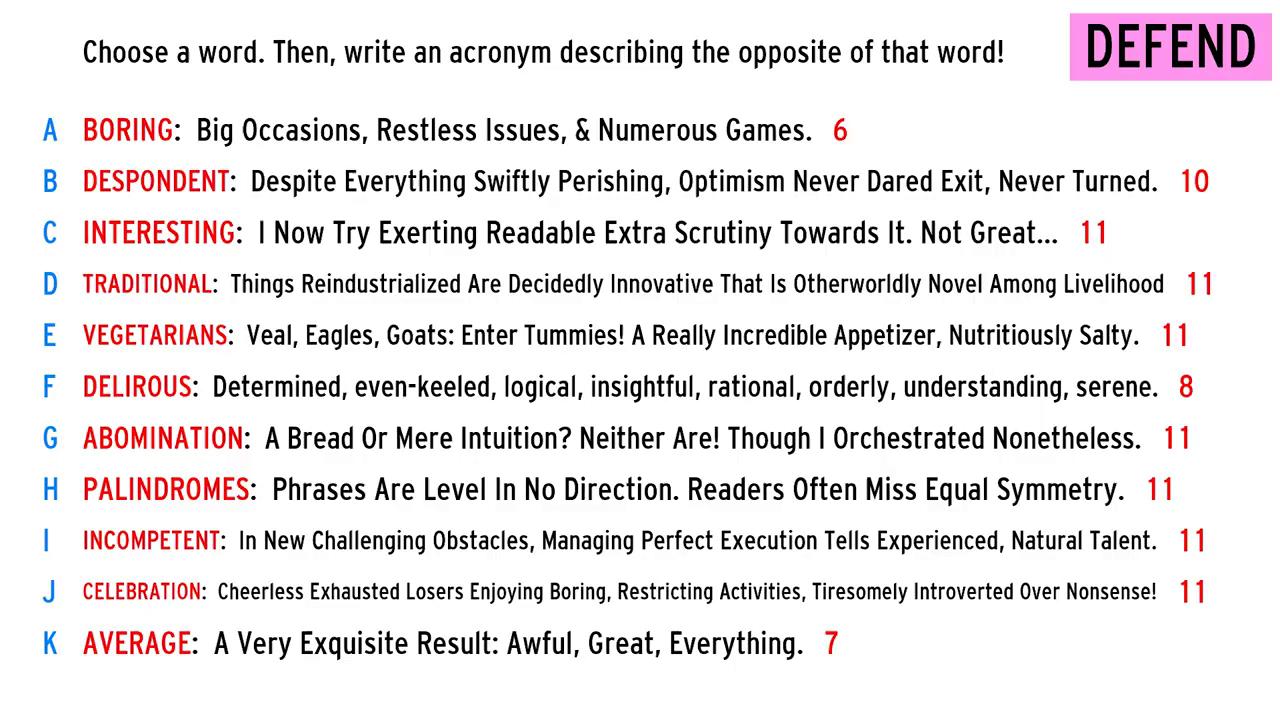 Choose a word. Then, write an acronym describing the opposite of that word!
DEFEND
A BORING: Big Occasions, Restless Issues, & Numerous Games. 6
B DESPONDENT: Despite Everything Swiftly Perishing, Optimism Never Dared Exit, Never Turned. 10
C INTERESTING: I Now Try Exerting Readable Extra Scrutiny Towards It. Not Great... 11
D TRADITIONAL: Things Reindustrialized Are Decidedly Innovative That Is Otherworldly Novel Among Livelihood 11
E VEGETARIANS: Veal, Eagles, Goats: Enter Tummies! A Really Incredible Appetizer, Nutritiously Salty. 11
F DELIROUS: Determined, even-keeled, logical, insightful, rational, orderly, understanding, serene. 8
G ABOMINATION: A Bread Or Mere Intuition? Neither Are! Though I Orchestrated Nonetheless. 11
H PALINDROMES: Phrases Are Level In No Direction. Readers Often Miss Equal Symmetry. 11
I INCOMPETENT: In New Challenging Obstacles, Managing Perfect Execution Tells Experienced, Natural Talent. 11
J CELEBRATION: Cheerless Exhausted Losers Enjoying Boring, Restricting Activities, Tiresomely Introverted Over Nonsense! 11
K AVERAGE: A Very Exquisite Result: Awful, Great, Everything. 7